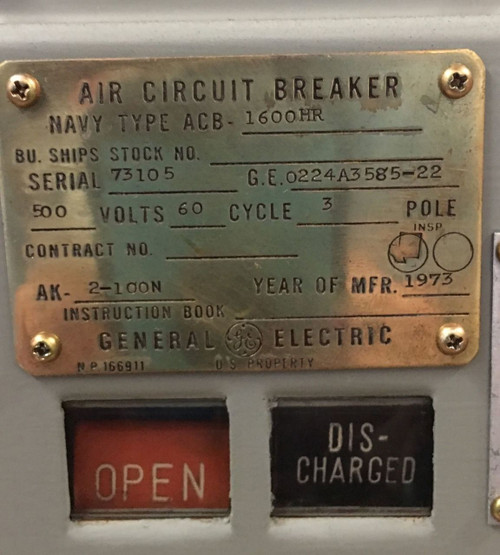 AIR CIRCUIT BREAKER
NAVY TYPE ACB- 1600HR
BU. SHIPS STOCK NO.
SERIAL 73105 G.E. 0224A3585-22
500 VOLTS 60 CYCLE 3 POLE
INSP.
CONTRACT NO.
AK- 2-100N YEAR OF MFR. 1973
INSTRUCTION BOOK
GENERAL GE ELECTRIC
N.P. 166911 U.S. PROPERTY
OPEN
DIS-
CHARGED